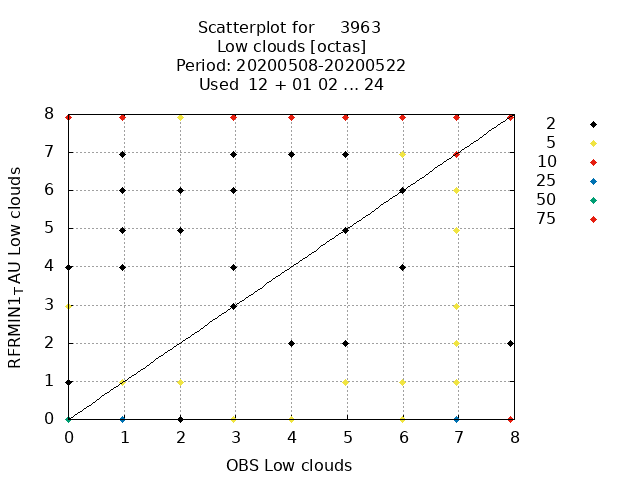 Scatterplot for 3963
Low clouds [octas]
Period: 20200508-20200522
Used 12 + 01 02 ... 24
RFRMIN1T AU Low clouds
8
7
6
5
4
3
2
1
0
0 1 2 3 4 5 6 7 8
OBS Low clouds
2
5
10
25
50
75